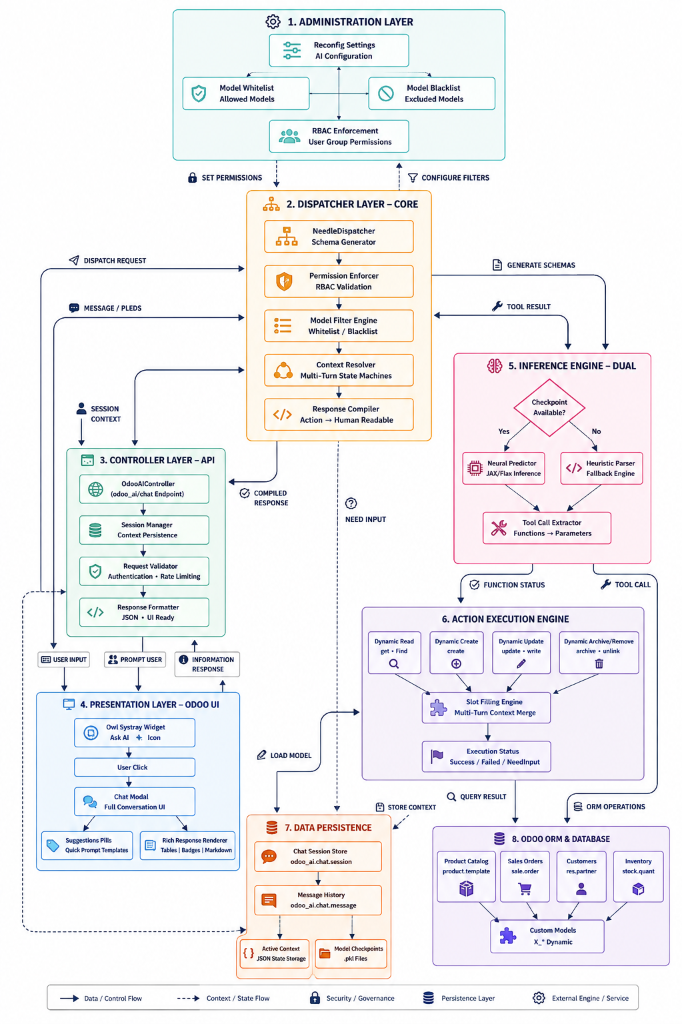 1. ADMINISTRATION LAYER
Reconfig Settings
AI Configuration
Model Whitelist
Allowed Models
Model Blacklist
Excluded Models
RBAC Enforcement
User Group Permissions
SET PERMISSIONS
CONFIGURE FILTERS
2. DISPATCHER LAYER – CORE
NeedleDispatcher
Schema Generator
Permission Enforcer
RBAC Validation
Model Filter Engine
Whitelist / Blacklist
Context Resolver
Multi-Turn State Machines
Response Compiler
Action → Human Readable
DISPATCH REQUEST
MESSAGE / PLEDS
SESSION
CONTEXT
GENERATE SCHEMAS
TOOL RESULT
COMPILED
RESPONSE
NEED INPUT
3. CONTROLLER LAYER – API
OdooAIController
(odoo_ai/chat Endpoint)
Session Manager
Context Persistence
Request Validator
Authentication • Rate Limiting
Response Formatter
JSON • UI Ready
5. INFERENCE ENGINE – DUAL
Checkpoint
Available?
Yes
No
Neural Predictor
JAX/Flax Inference
Heuristic Parser
Fallback Engine
Tool Call Extractor
Functions → Parameters
FUNCTION STATUS
TOOL CALL
USER INPUT
PROMPT USER
INFORMATION
RESPONSE
4. PRESENTATION LAYER – ODOO UI
Owl Systray Widget
Ask AI Icon
User Click
Chat Modal
Full Conversation UI
Suggestions Pills
Quick Prompt Templates
Rich Response Renderer
Tables | Badges | Markdown
6. ACTION EXECUTION ENGINE
Dynamic Read
get • Find
Dynamic Create
create
Dynamic Update
update • write
Dynamic Archive/Remove
archive • unlink
Slot Filling Engine
Multi-Turn Context Merge
Execution Status
Success / Failed / NeedInput
LOAD MODEL
STORE CONTEXT
QUERY RESULT
ORM OPERATIONS
7. DATA PERSISTENCE
Chat Session Store
odoo_ai.chat.session
Message History
odoo_ai.chat.message
Active Context
JSON State Storage
Model Checkpoints
.pkl Files
8. ODOO ORM & DATABASE
Product Catalog
product.template
Sales Orders
sale.order
Customers
res.partner
Inventory
stock.quant
Custom Models
X_* Dynamic
Data / Control Flow
Context / State Flow
Security / Governance
Persistence Layer
External Engine / Service